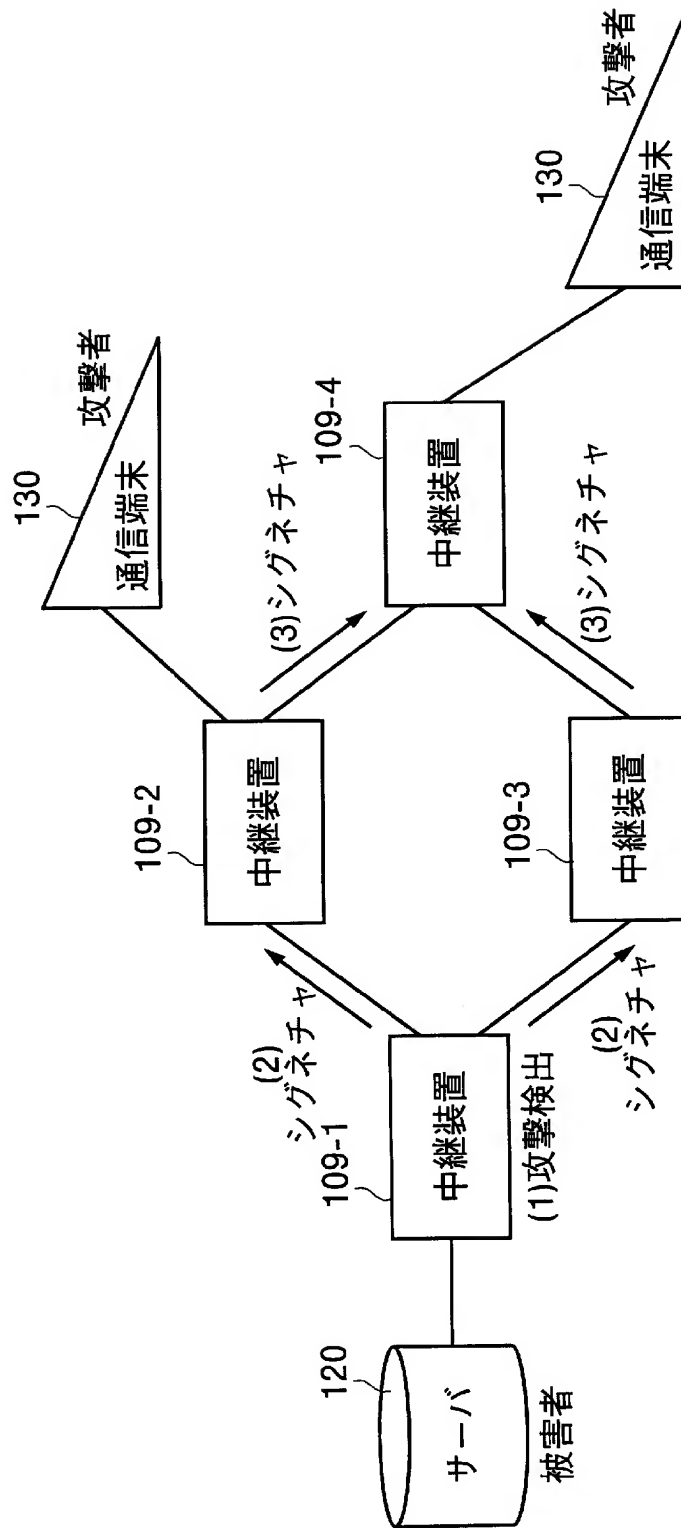 120
サーバ
被害者
109-1
中継装置
(1)攻撃検出
(2)
シグネチャ
(2)
シグネチャ
109-2
中継装置
109-3
中継装置
(3)シグネチャ
(3)シグネチャ
109-4
中継装置
130
通信端末
攻撃者
130
通信端末
攻撃者